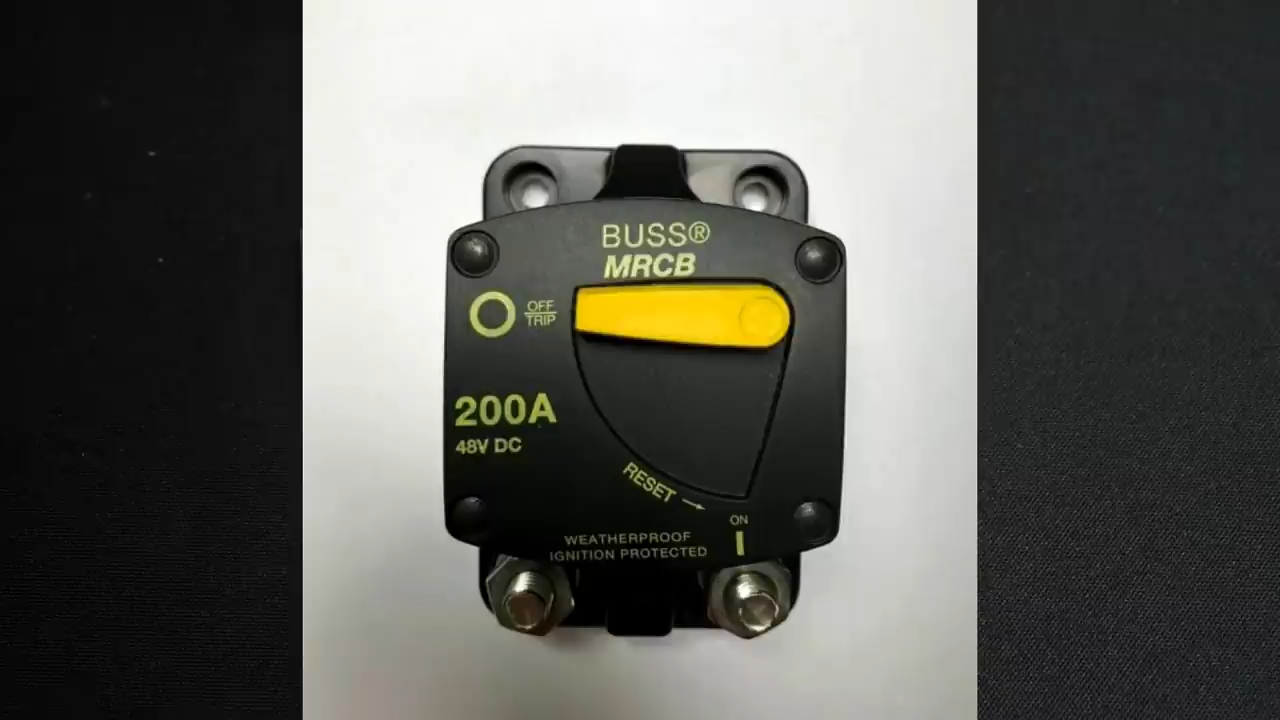 BUSS®
MRCB
OFF
TRIP
200A
48V DC
RESET
ON
WEATHERPROOF
IGNITION PROTECTED